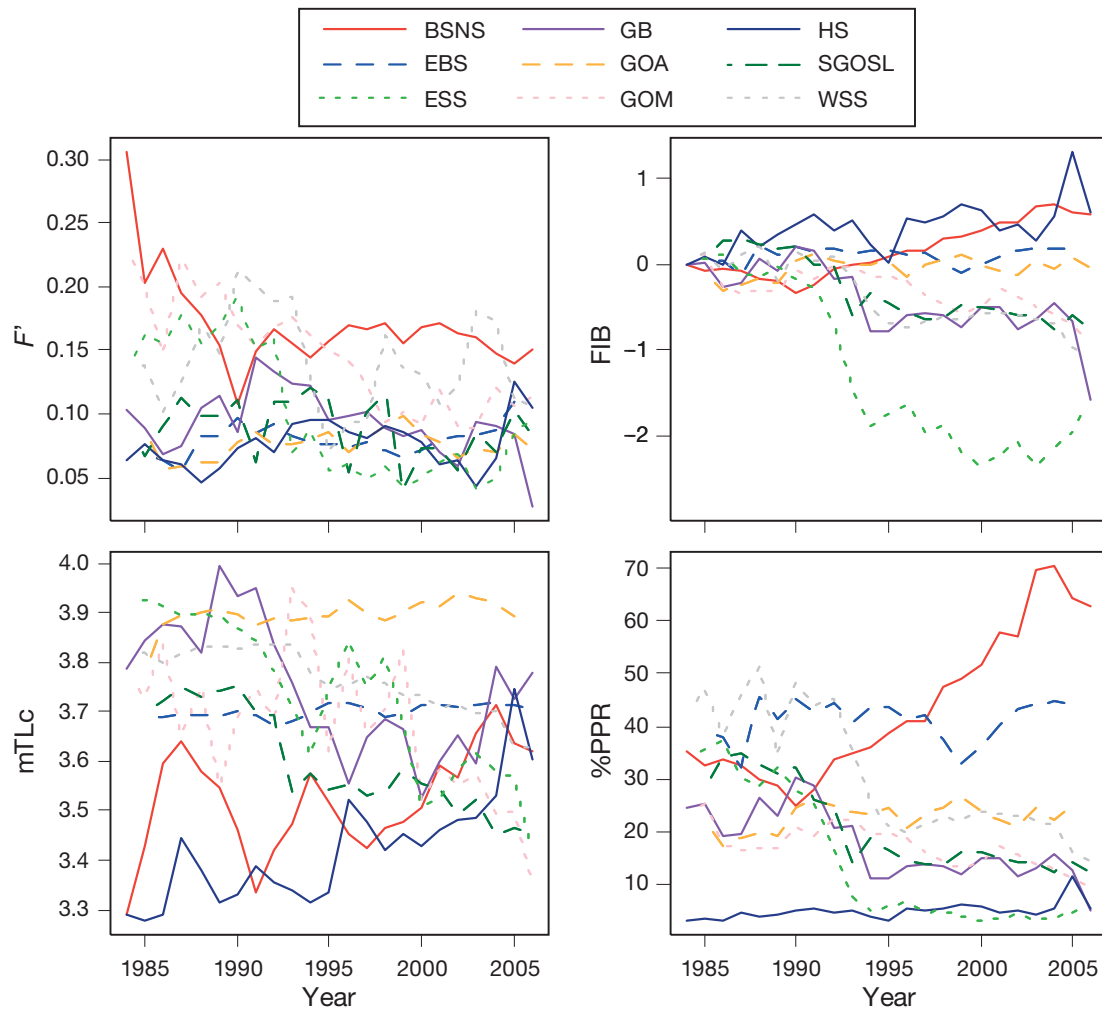 BSNS GB HS
EBS GOA SGOSL
ESS GOM WSS
F'
0.30
0.25
0.20
0.15
0.10
0.05
FIB
1
0
−1
−2
mTLc
4.0
3.9
3.8
3.7
3.6
3.5
3.4
3.3
1985 1990 1995 2000 2005
Year
%PPR
70
60
50
40
30
20
10
1985 1990 1995 2000 2005
Year